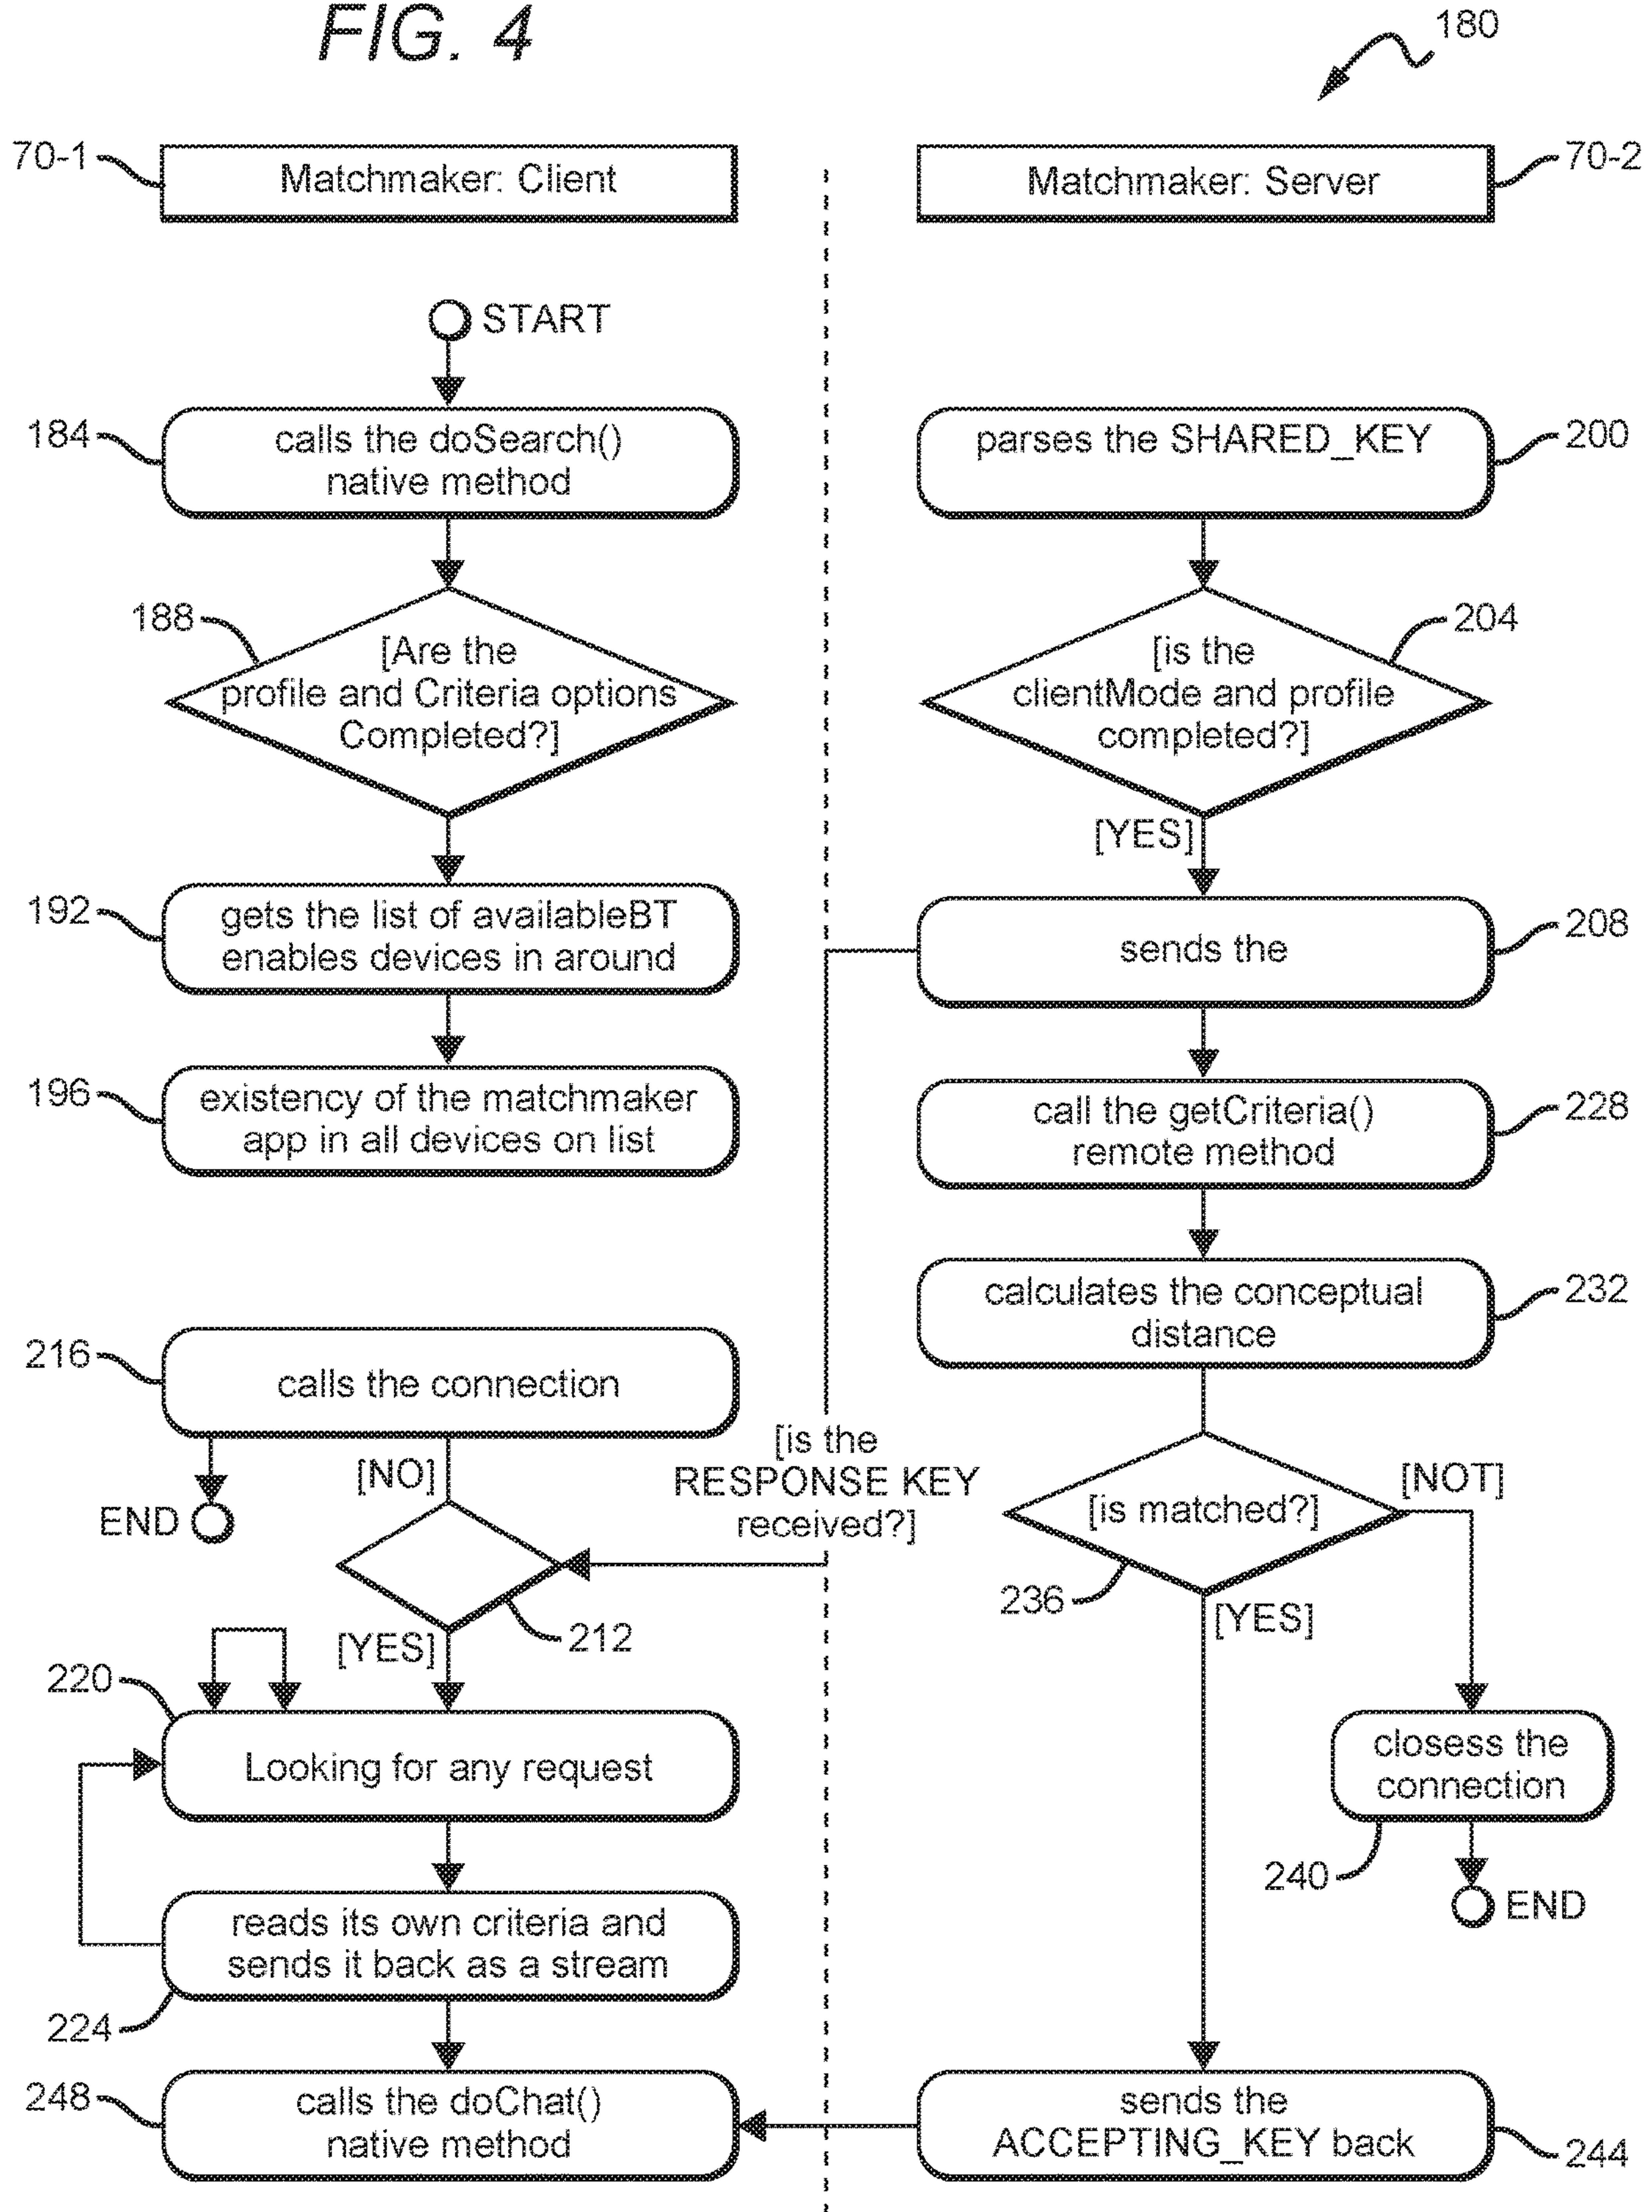 FIG. 4
180
70-1
Matchmaker: Client
Matchmaker: Server
70-2
START
184
calls the doSearch()
native method
parses the SHARED_KEY
200
188
[Are the
profile and Criteria options
Completed?]
[is the
clientMode and profile
completed?]
204
[YES]
192
gets the list of availableBT
enables devices in around
sends the
208
196
existency of the matchmaker
app in all devices on list
call the getCriteria()
remote method
228
calculates the conceptual
distance
232
216
calls the connection
[NO]
END
[is the
RESPONSE KEY
received?]
[is matched?]
[NOT]
236
[YES]
212
[YES]
220
Looking for any request
closess the
connection
240
END
reads its own criteria and
sends it back as a stream
224
248
calls the doChat()
native method
sends the
ACCEPTING_KEY back
244